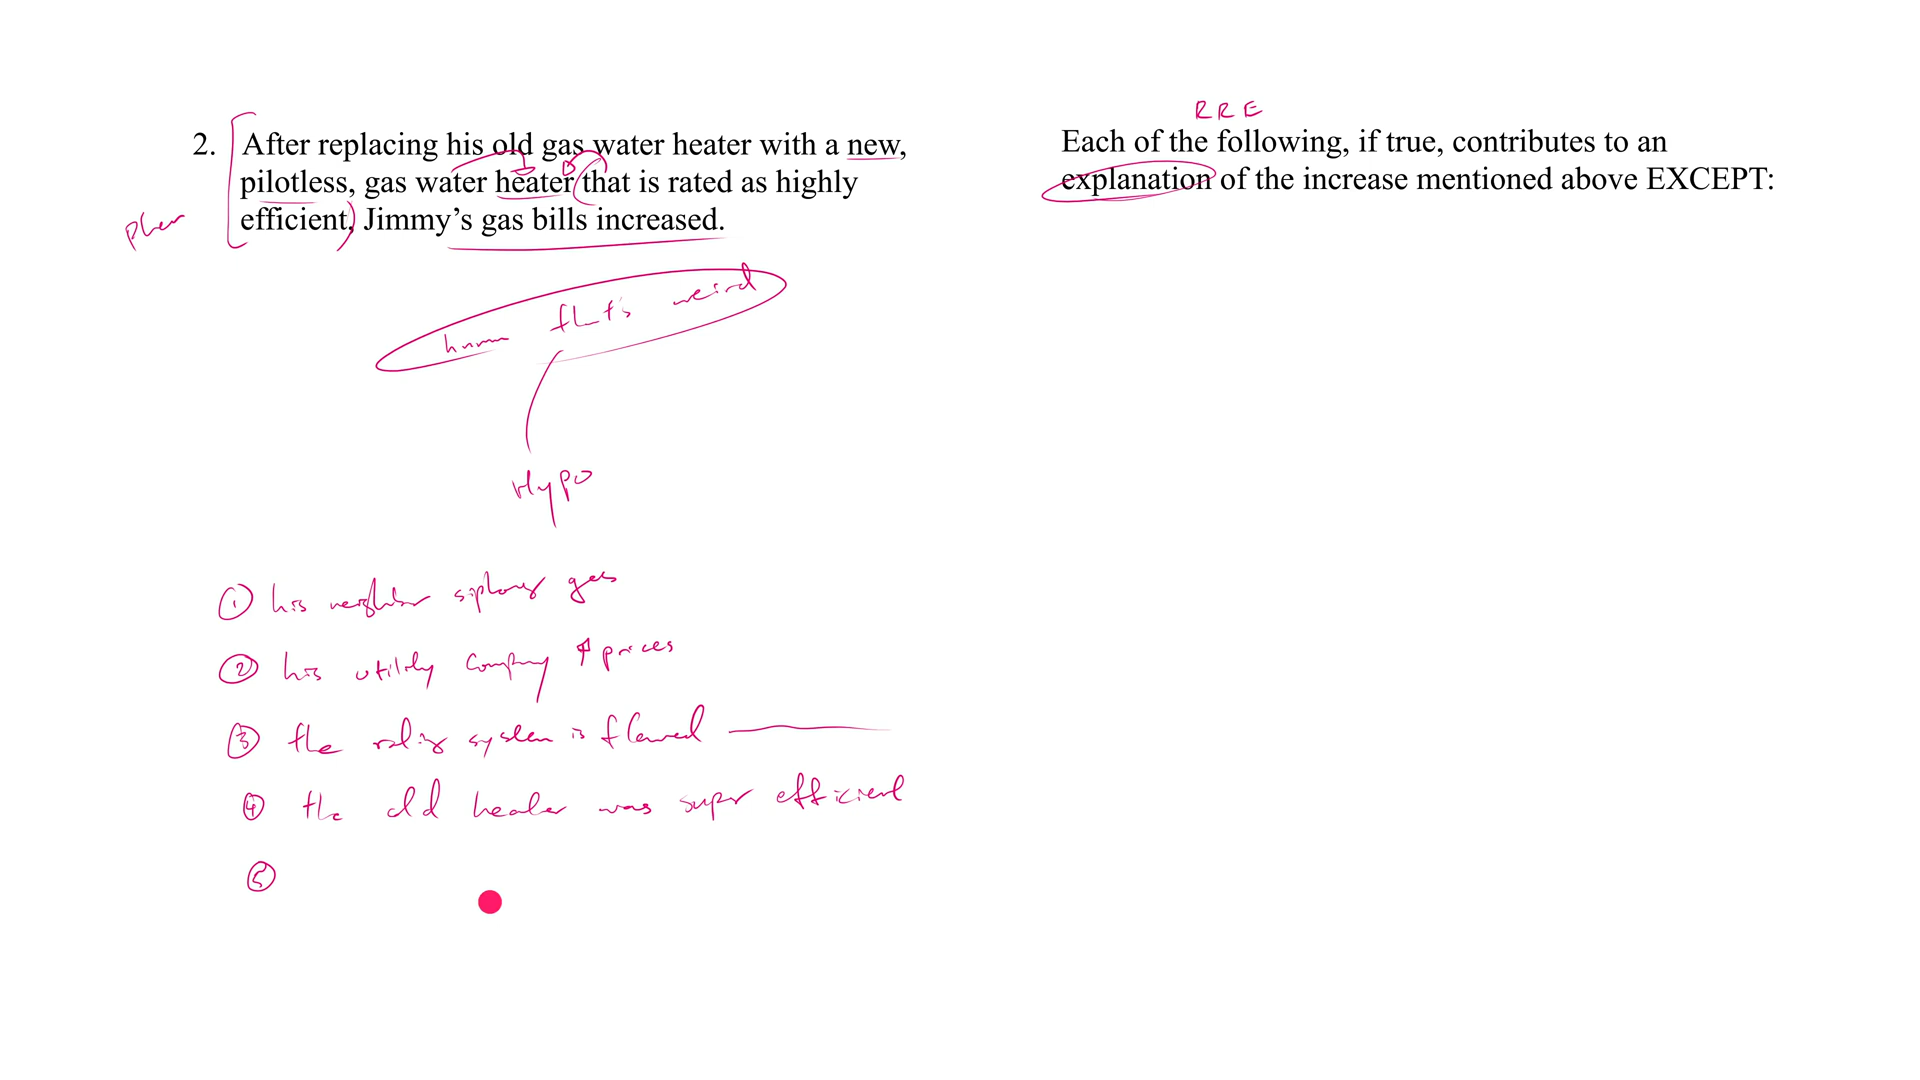 RRE
2. After replacing his old gas water heater with a new,
pilotless, gas water heater that is rated as highly
efficient, Jimmy’s gas bills increased.
Each of the following, if true, contributes to an
explanation of the increase mentioned above EXCEPT:
phen
hmm that's weird
Hypo
① his neighbor siphons gas
② his utility company ↑ prices
③ the rating system is flawed
④ the old heater was super efficient
⑤